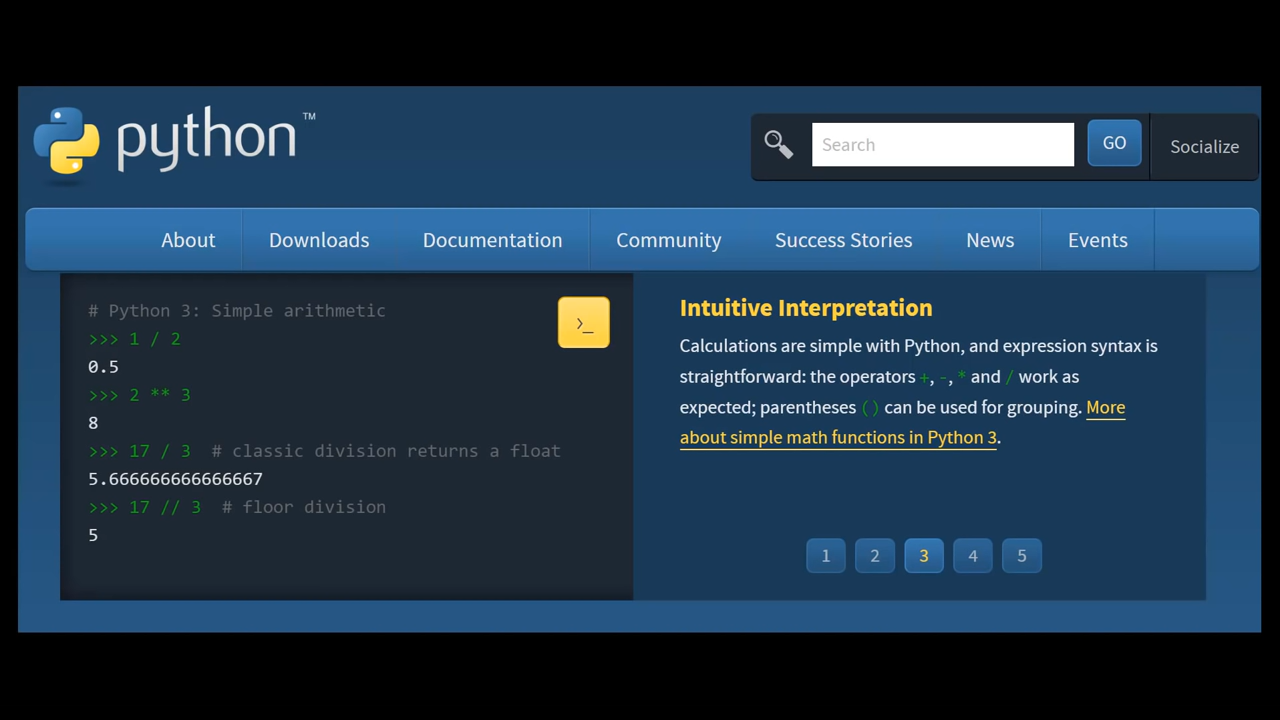 python™
Search
GO
Socialize
About Downloads Documentation Community Success Stories News Events
# Python 3: Simple arithmetic
>>> 1 / 2
0.5
>>> 2 ** 3
8
>>> 17 / 3  # classic division returns a float
5.666666666666667
>>> 17 // 3  # floor division
5
>_
Intuitive Interpretation
Calculations are simple with Python, and expression syntax is
straightforward: the operators +, -, * and / work as
expected; parentheses () can be used for grouping. More
about simple math functions in Python 3.
1 2 3 4 5